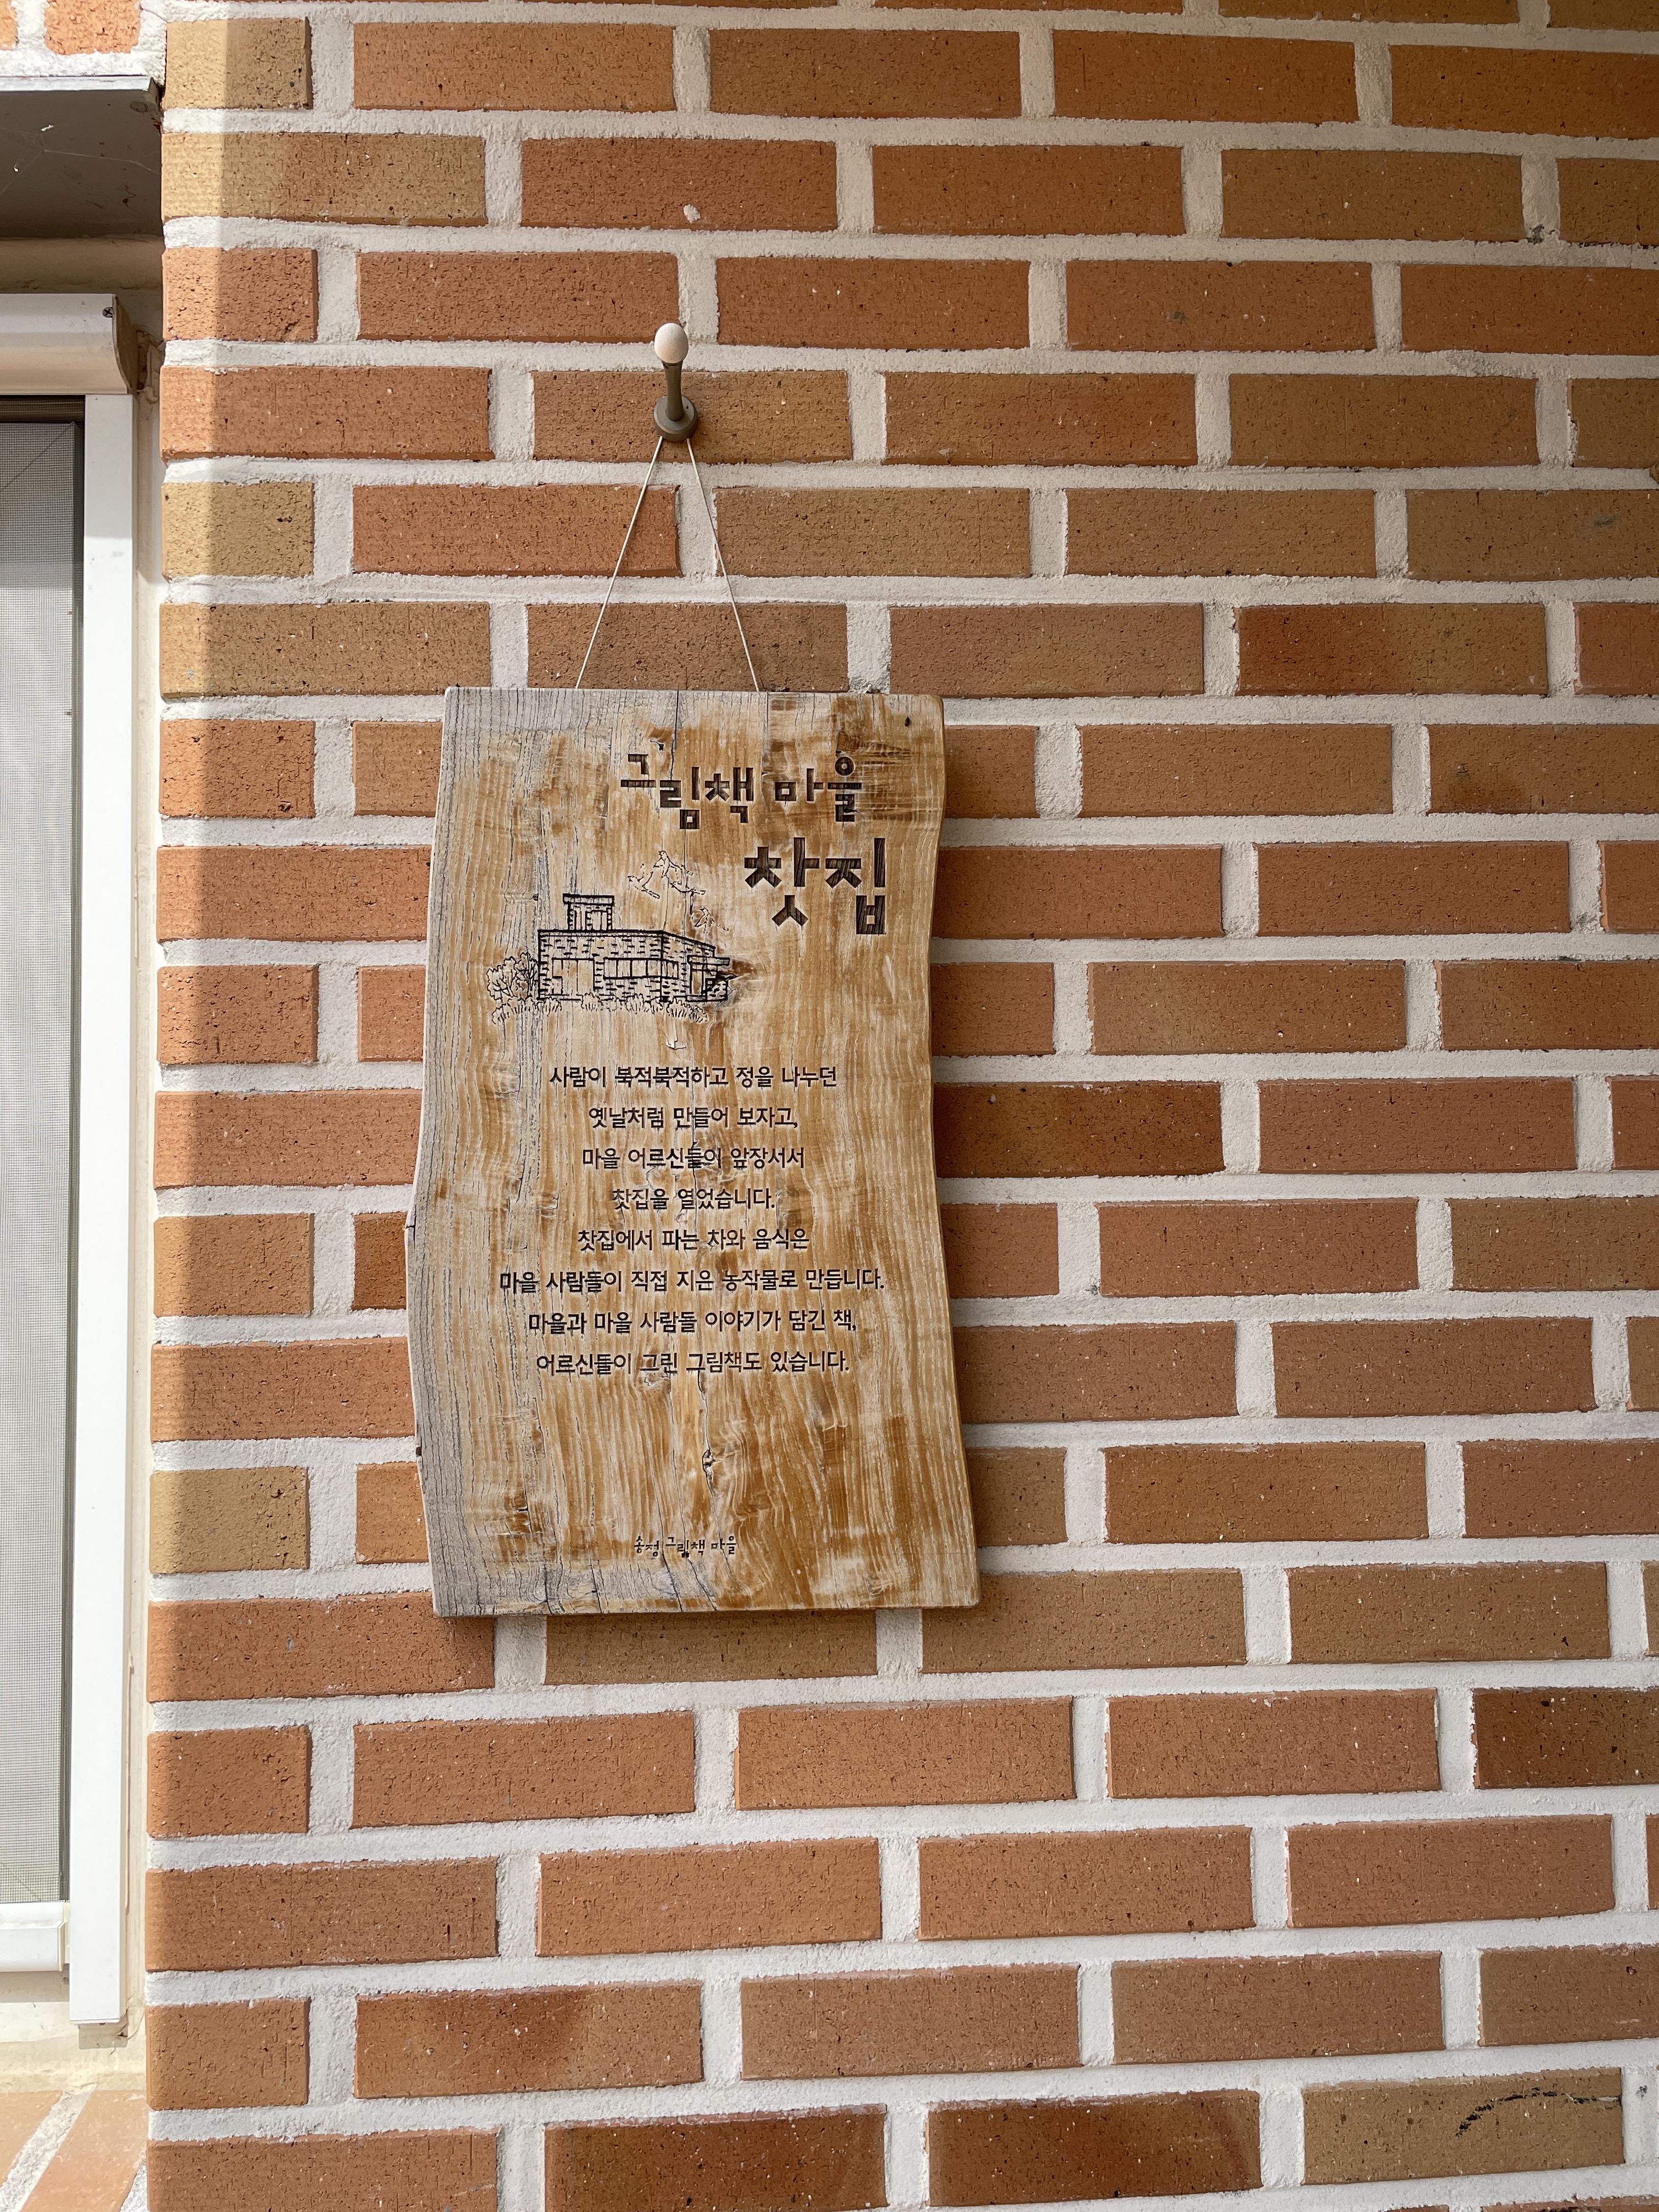 그림책 마을
찻집
사람이 북적북적하고 정을 나누던
옛날처럼 만들어 보자고,
마을 어르신들이 앞장서서
찻집을 열었습니다.
찻집에서 파는 차와 음식은
마을 사람들이 직접 지은 농작물로 만듭니다.
마을과 마을 사람들 이야기가 담긴 책,
어르신들이 그린 그림책도 있습니다.
송정 그림책 마을